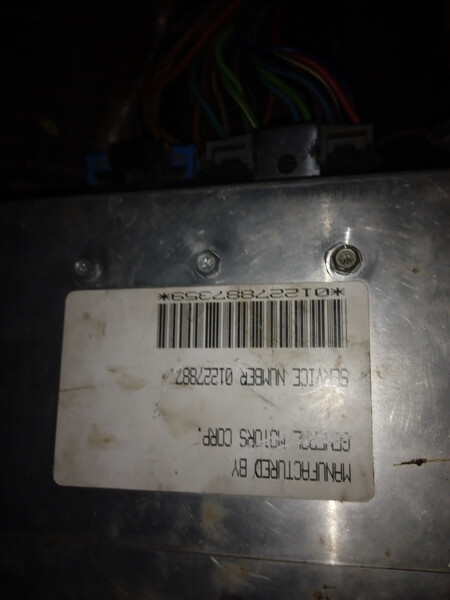 MANUFACTURED BY
GENERAL MOTORS CORP.
SERVICE NUMBER 01227887
*01227887359*